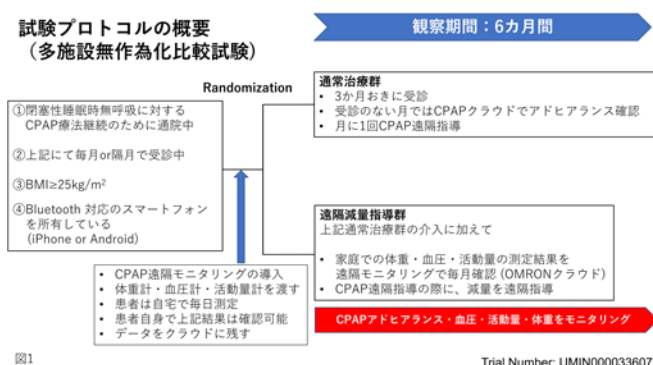 試験プロトコルの概要
（多施設無作為化比較試験）
観察期間：6カ月間
Randomization
①閉塞性睡眠時無呼吸に対する
CPAP療法継続のために通院中
②上記にて毎月or隔月で受診中
③BMI≥25kg/m²
④Bluetooth 対応のスマートフォン
を所有している
(iPhone or Android)
通常治療群
• 3か月おきに受診
• 受診のない月ではCPAPクラウドでアドヒアランス確認
• 月に1回CPAP遠隔指導
遠隔減量指導群
上記通常治療群の介入に加えて
• 家庭での体重・血圧・活動量の測定結果を
遠隔モニタリングで毎月確認 (OMRONクラウド)
• CPAP遠隔指導の際に、減量を遠隔指導
• CPAP遠隔モニタリングの導入
• 体重計・血圧計・活動量計を渡す
• 患者は自宅で毎日測定
• 患者自身で上記結果は確認可能
• データをクラウドに残す
CPAPアドヒアランス・血圧・活動量・体重をモニタリング
図1
Trial Number: UMIN000033607